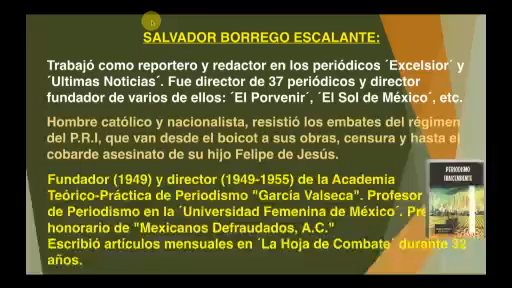 SALVADOR BORREGO ESCALANTE:
Trabajó como reportero y redactor en los periódicos ´Excelsior´ y
´Ultimas Noticias´. Fue director de 37 periódicos y director
fundador de varios de ellos: ´El Porvenir´, ´El Sol de México´, etc.
Hombre católico y nacionalista, resistió los embates del régimen
del P.R.I, que van desde el boicot a sus obras, censura y hasta el
cobarde asesinato de su hijo Felipe de Jesús.
Fundador (1949) y director (1949-1955) de la Academia
Teórico-Práctica de Periodismo "García Valseca". Profesor
de Periodismo en la ´Universidad Femenina de México´.
honorario de "Mexicanos Defraudados, A.C."
Escribió artículos mensuales en ´La Hoja de Combate´ durante 32
años.
PERIODISMO
TRASCENDENTE